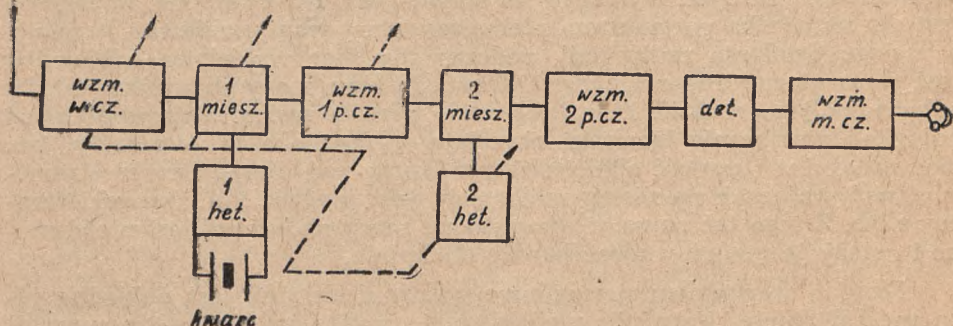 wzm.
w.cz.
1
miesz.
wzm.
1 p.cz.
2
miesz.
wzm.
2 p.cz.
det.
wzm.
m. cz.
1
het.
2
het.
kwarc